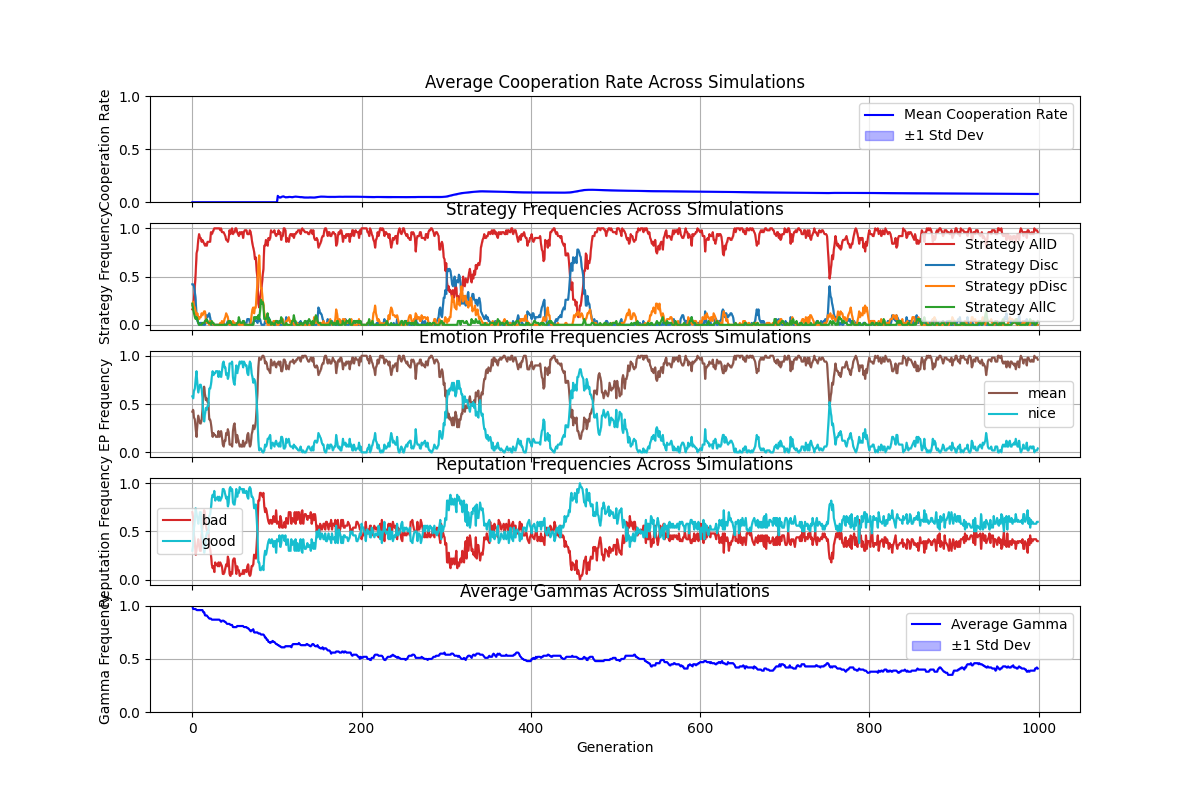 Average Cooperation Rate Across Simulations
Cooperation Rate
1.0
0.5
0.0
Mean Cooperation Rate
±1 Std Dev
Strategy Frequencies Across Simulations
Strategy Frequency
1.0
0.5
0.0
Strategy AllD
Strategy Disc
Strategy pDisc
Strategy AllC
Emotion Profile Frequencies Across Simulations
EP Frequency
1.0
0.5
0.0
mean
nice
Reputation Frequencies Across Simulations
Reputation Frequency
1.0
0.5
0.0
bad
good
Average Gammas Across Simulations
Gamma Frequency
1.0
0.5
0.0
Average Gamma
±1 Std Dev
0
200
400
600
800
1000
Generation